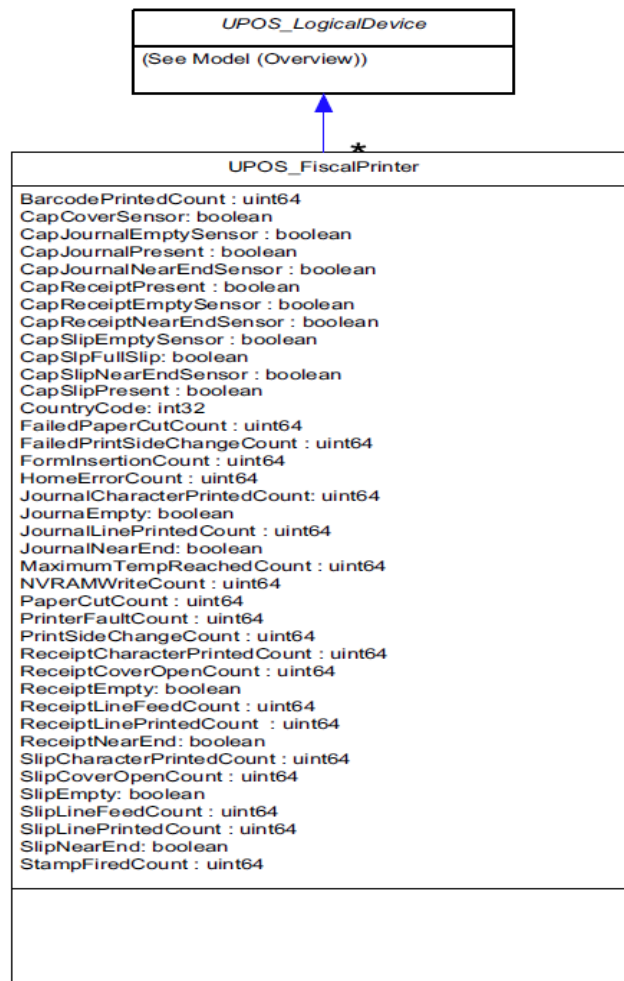 UPOS_LogicalDevice
(See Model (Overview))
*
UPOS_FiscalPrinter
BarcodePrintedCount : uint64
CapCoverSensor: boolean
CapJournalEmptySensor : boolean
CapJournalPresent : boolean
CapJournalNearEndSensor : boolean
CapReceiptPresent : boolean
CapReceiptEmptySensor : boolean
CapReceiptNearEndSensor : boolean
CapSlipEmptySensor : boolean
CapSlpFullSlip: boolean
CapSlipNearEndSensor : boolean
CapSlipPresent : boolean
CountryCode: int32
FailedPaperCutCount : uint64
FailedPrintSideChangeCount : uint64
FormInsertionCount : uint64
HomeErrorCount : uint64
JournalCharacterPrintedCount: uint64
JournaEmpty: boolean
JournalLinePrintedCount : uint64
JournalNearEnd: boolean
MaximumTempReachedCount : uint64
NVRAMWriteCount : uint64
PaperCutCount : uint64
PrinterFaultCount : uint64
PrintSideChangeCount : uint64
ReceiptCharacterPrintedCount : uint64
ReceiptCoverOpenCount : uint64
ReceiptEmpty: boolean
ReceiptLineFeedCount : uint64
ReceiptLinePrintedCount : uint64
ReceiptNearEnd: boolean
SlipCharacterPrintedCount : uint64
SlipCoverOpenCount : uint64
SlipEmpty: boolean
SlipLineFeedCount : uint64
SlipLinePrintedCount : uint64
SlipNearEnd: boolean
StampFiredCount : uint64